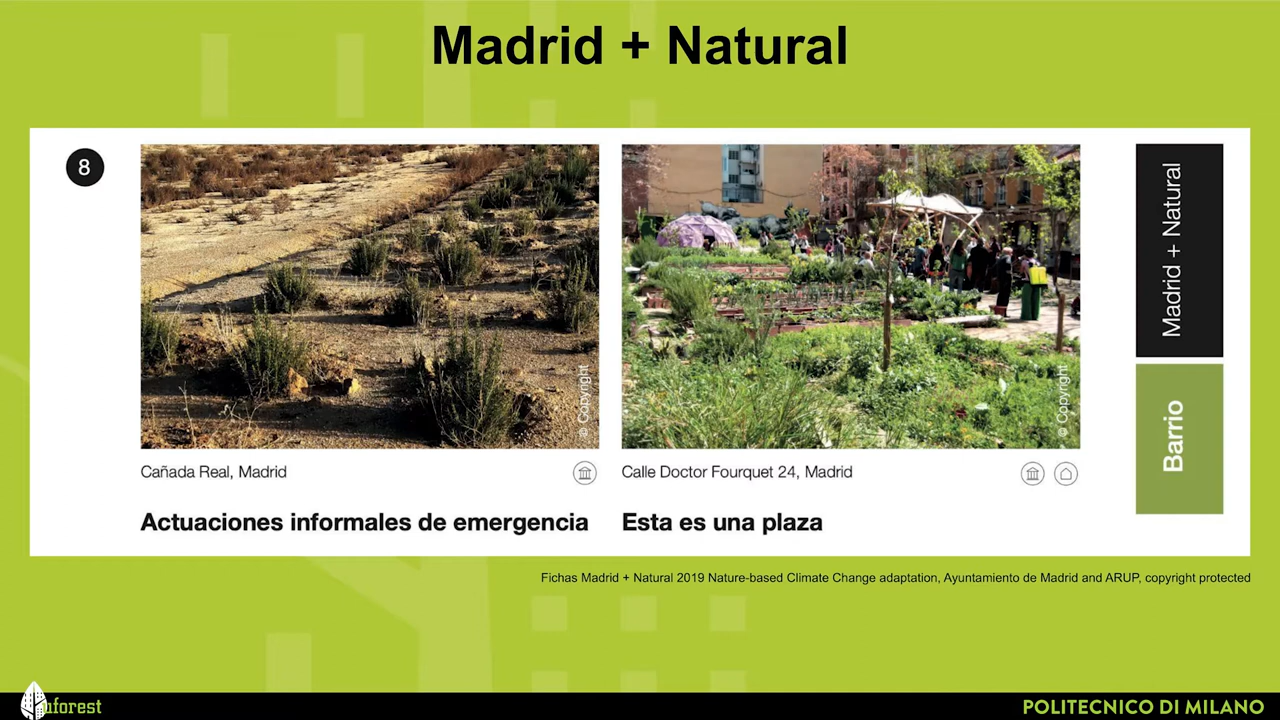 Madrid + Natural
8
© Copyright
© Copyright
Madrid + Natural
Barrio
Cañada Real, Madrid
Calle Doctor Fourquet 24, Madrid
Actuaciones informales de emergencia
Esta es una plaza
Fichas Madrid + Natural 2019 Nature-based Climate Change adaptation, Ayuntamiento de Madrid and ARUP, copyright protected
uforest
POLITECNICO DI MILANO